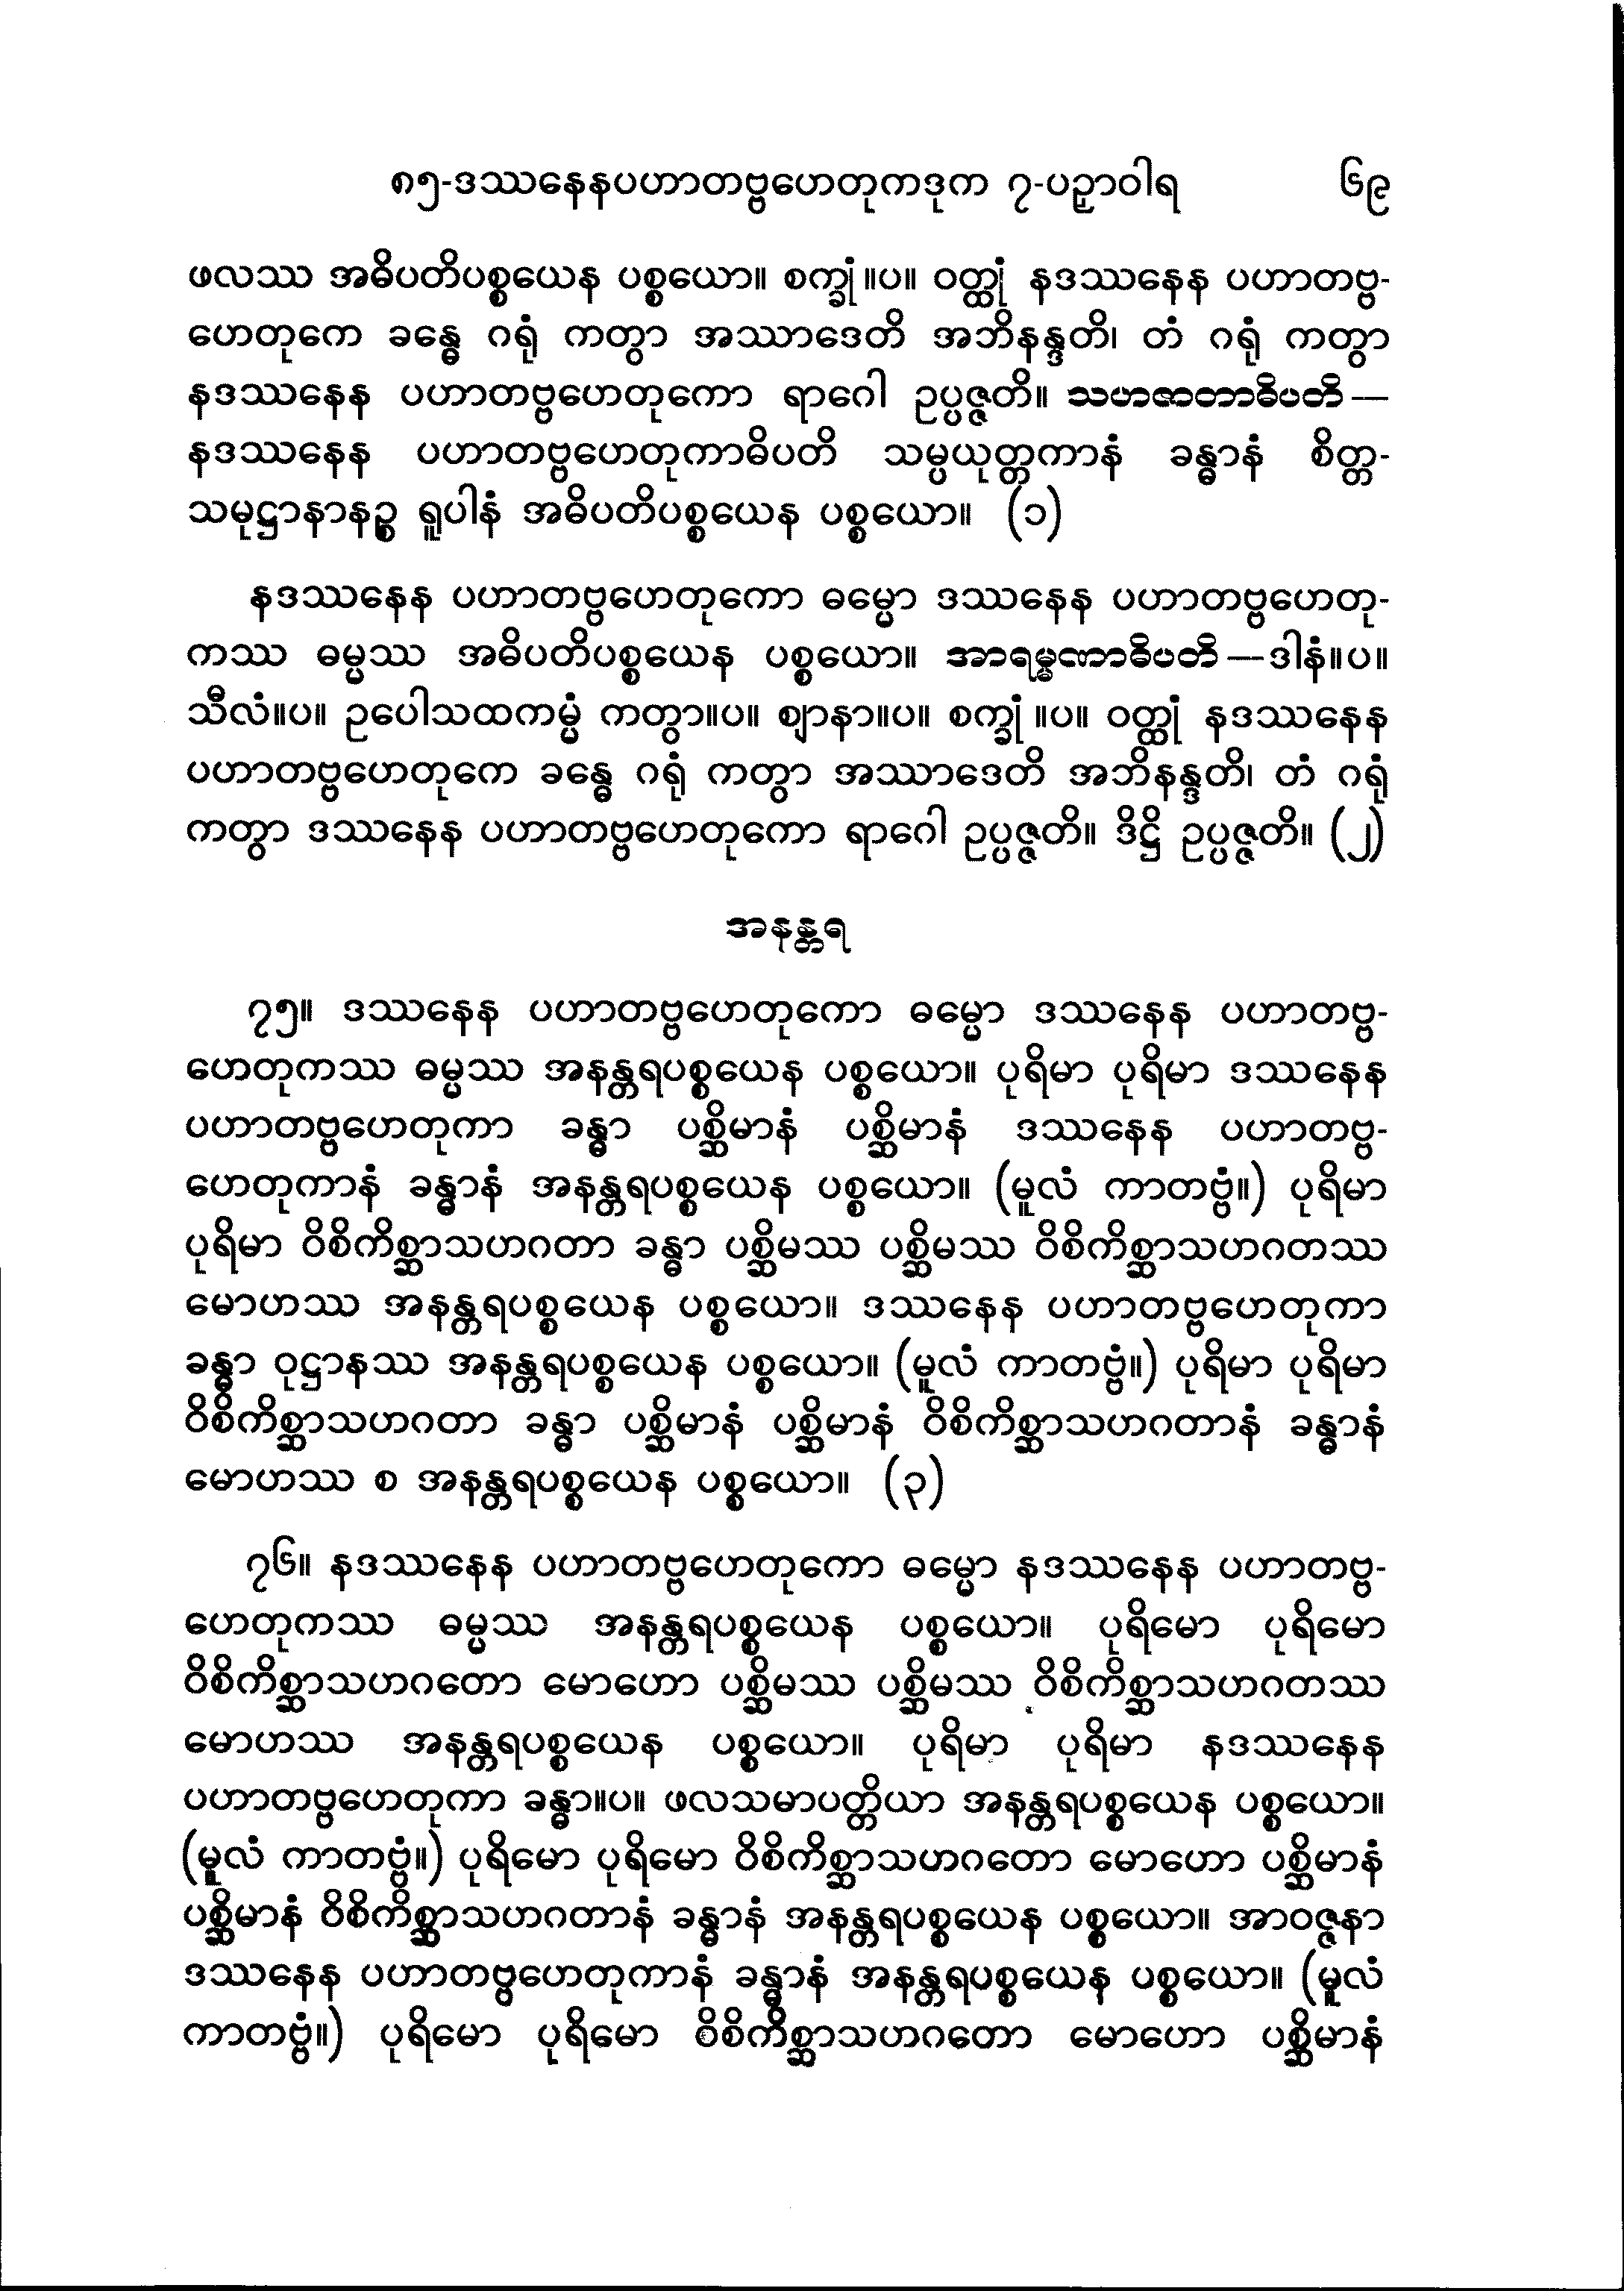 ၈၅-ဒဿနေနပဟာတဗ္ဗဟေတုကဒုက ၇-ပဉှာဝါရ ၆၉
ဖလဿ အဓိပတိပစ္စယေန ပစ္စယော။ စက္ခုံ။ပ။ ဝတ္ထုံ နဒဿနေန ပဟာတဗ္ဗ-
ဟေတုကေ ခန္ဓေ ဂရုံ ကတွာ အဿာဒေတိ အဘိနန္ဒတိ၊ တံ ဂရုံ ကတွာ
နဒဿနေန ပဟာတဗ္ဗဟေတုကော ရာဂေါ ဥပ္ပဇ္ဇတိ။ သဟဇာတာဓိပတိ—
နဒဿနေန ပဟာတဗ္ဗဟေတုကာဓိပတိ သမ္ပယုတ္တကာနံ ခန္ဓာနံ စိတ္တ-
သမုဋ္ဌာနာနဉ္စ ရူပါနံ အဓိပတိပစ္စယေန ပစ္စယော။ (၁)
နဒဿနေန ပဟာတဗ္ဗဟေတုကော ဓမ္မော ဒဿနေန ပဟာတဗ္ဗဟေတု-
ကဿ ဓမ္မဿ အဓိပတိပစ္စယေန ပစ္စယော။ အာရမ္မဏာဓိပတိ—ဒါနံ။ပ။
သီလံ။ပ။ ဥပေါသထကမ္မံ ကတွာ။ပ။ ဈာနာ။ပ။ စက္ခုံ။ပ။ ဝတ္ထုံ နဒဿနေန
ပဟာတဗ္ဗဟေတုကေ ခန္ဓေ ဂရုံ ကတွာ အဿာဒေတိ အဘိနန္ဒတိ၊ တံ ဂရုံ
ကတွာ ဒဿနေန ပဟာတဗ္ဗဟေတုကော ရာဂေါ ဥပ္ပဇ္ဇတိ။ ဒိဋ္ဌိ ဥပ္ပဇ္ဇတိ။ (၂)
အနန္တရ
၇၅။ ဒဿနေန ပဟာတဗ္ဗဟေတုကော ဓမ္မော ဒဿနေန ပဟာတဗ္ဗ-
ဟေတုကဿ ဓမ္မဿ အနန္တရပစ္စယေန ပစ္စယော။ ပုရိမာ ပုရိမာ ဒဿနေန
ပဟာတဗ္ဗဟေတုကာ ခန္ဓာ ပစ္ဆိမာနံ ပစ္ဆိမာနံ ဒဿနေန ပဟာတဗ္ဗ-
ဟေတုကာနံ ခန္ဓာနံ အနန္တရပစ္စယေန ပစ္စယော။ (မူလံ ကာတဗ္ဗံ။) ပုရိမာ
ပုရိမာ ဝိစိကိစ္ဆာသဟဂတာ ခန္ဓာ ပစ္ဆိမဿ ပစ္ဆိမဿ ဝိစိကိစ္ဆာသဟဂတဿ
မောဟဿ အနန္တရပစ္စယေန ပစ္စယော။ ဒဿနေန ပဟာတဗ္ဗဟေတုကာ
ခန္ဓာ ဝုဋ္ဌာနဿ အနန္တရပစ္စယေန ပစ္စယော။ (မူလံ ကာတဗ္ဗံ။) ပုရိမာ ပုရိမာ
ဝိစိကိစ္ဆာသဟဂတာ ခန္ဓာ ပစ္ဆိမာနံ ပစ္ဆိမာနံ ဝိစိကိစ္ဆာသဟဂတာနံ ခန္ဓာနံ
မောဟဿ စ အနန္တရပစ္စယေန ပစ္စယော။ (၃)
၇၆။ နဒဿနေန ပဟာတဗ္ဗဟေတုကော ဓမ္မော နဒဿနေန ပဟာတဗ္ဗ-
ဟေတုကဿ ဓမ္မဿ အနန္တရပစ္စယေန ပစ္စယော။ ပုရိမော ပုရိမော
ဝိစိကိစ္ဆာသဟဂတော မောဟော ပစ္ဆိမဿ ပစ္ဆိမဿ ဝိစိကိစ္ဆာသဟဂတဿ
မောဟဿ အနန္တရပစ္စယေန ပစ္စယော။ ပုရိမာ ပုရိမာ နဒဿနေန
ပဟာတဗ္ဗဟေတုကာ ခန္ဓာ။ပ။ ဖလသမာပတ္တိယာ အနန္တရပစ္စယေန ပစ္စယော။
(မူလံ ကာတဗ္ဗံ။) ပုရိမော ပုရိမော ဝိစိကိစ္ဆာသဟဂတော မောဟော ပစ္ဆိမာနံ
ပစ္ဆိမာနံ ဝိစိကိစ္ဆာသဟဂတာနံ ခန္ဓာနံ အနန္တရပစ္စယေန ပစ္စယော။ အာဝဇ္ဇနာ
ဒဿနေန ပဟာတဗ္ဗဟေတုကာနံ ခန္ဓာနံ အနန္တရပစ္စယေန ပစ္စယော။ (မူလံ
ကာတဗ္ဗံ။) ပုရိမော ပုရိမော ဝိစိကိစ္ဆာသဟဂတော မောဟော ပစ္ဆိမာနံ